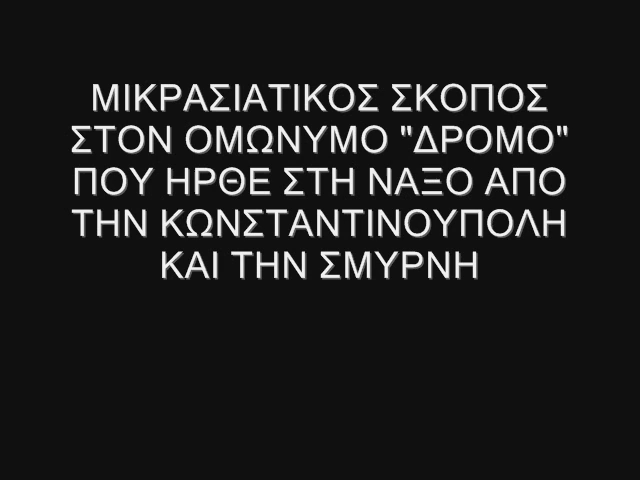 ΜΙΚΡΑΣΙΑΤΙΚΟΣ ΣΚΟΠΟΣ
ΣΤΟΝ ΟΜΩΝΥΜΟ "ΔΡΟΜΟ"
ΠΟΥ ΗΡΘΕ ΣΤΗ ΝΑΞΟ ΑΠΟ
ΤΗΝ ΚΩΝΣΤΑΝΤΙΝΟΥΠΟΛΗ
ΚΑΙ ΤΗΝ ΣΜΥΡΝΗ